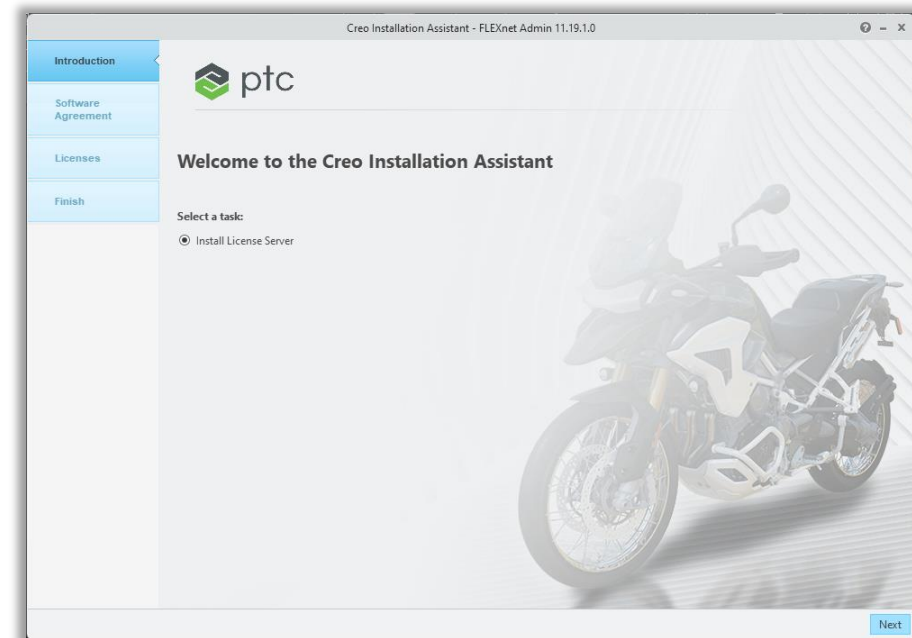 Creo Installation Assistant - FLEXnet Admin 11.19.1.0
Introduction
Software
Agreement
Licenses
Finish
ptc
Welcome to the Creo Installation Assistant
Select a task:
Install License Server
Next